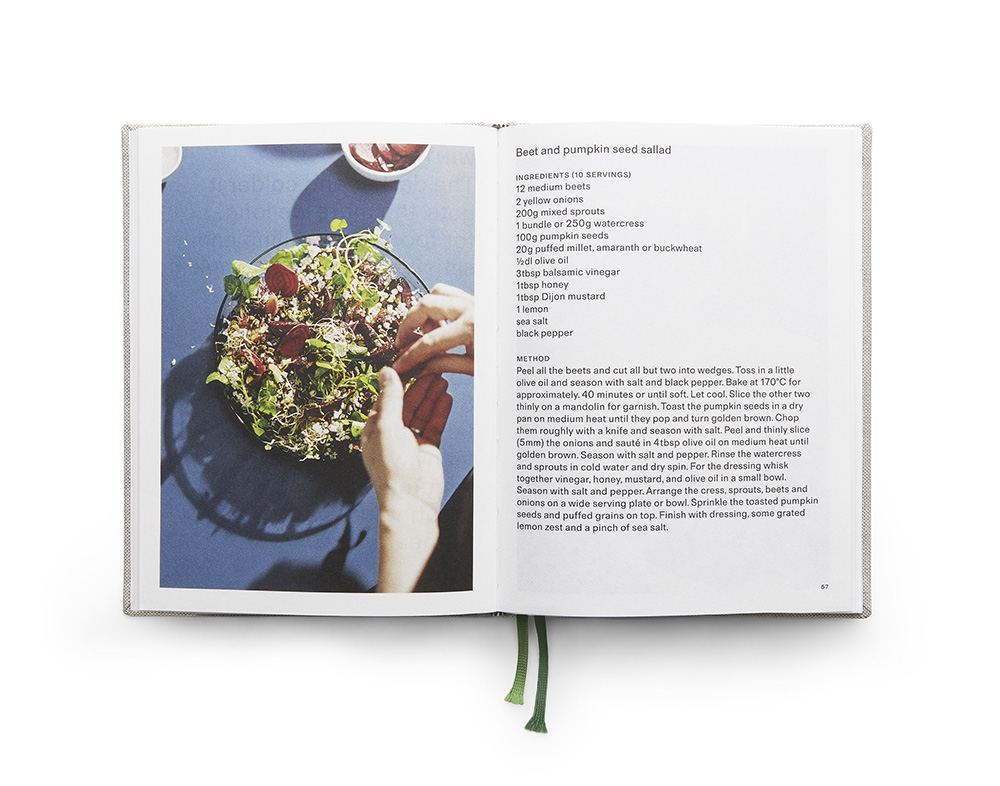 Beet and pumpkin seed sallad
INGREDIENTS (10 SERVINGS)
12 medium beets
2 yellow onions
200g mixed sprouts
1 bundle or 250g watercress
100g pumpkin seeds
20g puffed millet, amaranth or buckwheat
½dl olive oil
3tbsp balsamic vinegar
1tbsp honey
1tbsp Dijon mustard
1 lemon
sea salt
black pepper
METHOD
Peel all the beets and cut all but two into wedges. Toss in a little
olive oil and season with salt and black pepper. Bake at 170°C for
approximately. 40 minutes or until soft. Let cool. Slice the other two
thinly on a mandolin for garnish. Toast the pumpkin seeds in a dry
pan on medium heat until they pop and turn golden brown. Chop
them roughly with a knife and season with salt. Peel and thinly slice
(5mm) the onions and sauté in 4tbsp olive oil on medium heat until
golden brown. Season with salt and pepper. Rinse the watercress
and sprouts in cold water and dry spin. For the dressing whisk
together vinegar, honey, mustard, and olive oil in a small bowl.
Season with salt and pepper. Arrange the cress, sprouts, beets and
onions on a wide serving plate or bowl. Sprinkle the toasted pumpkin
seeds and puffed grains on top. Finish with dressing, some grated
lemon zest and a pinch of sea salt.
57